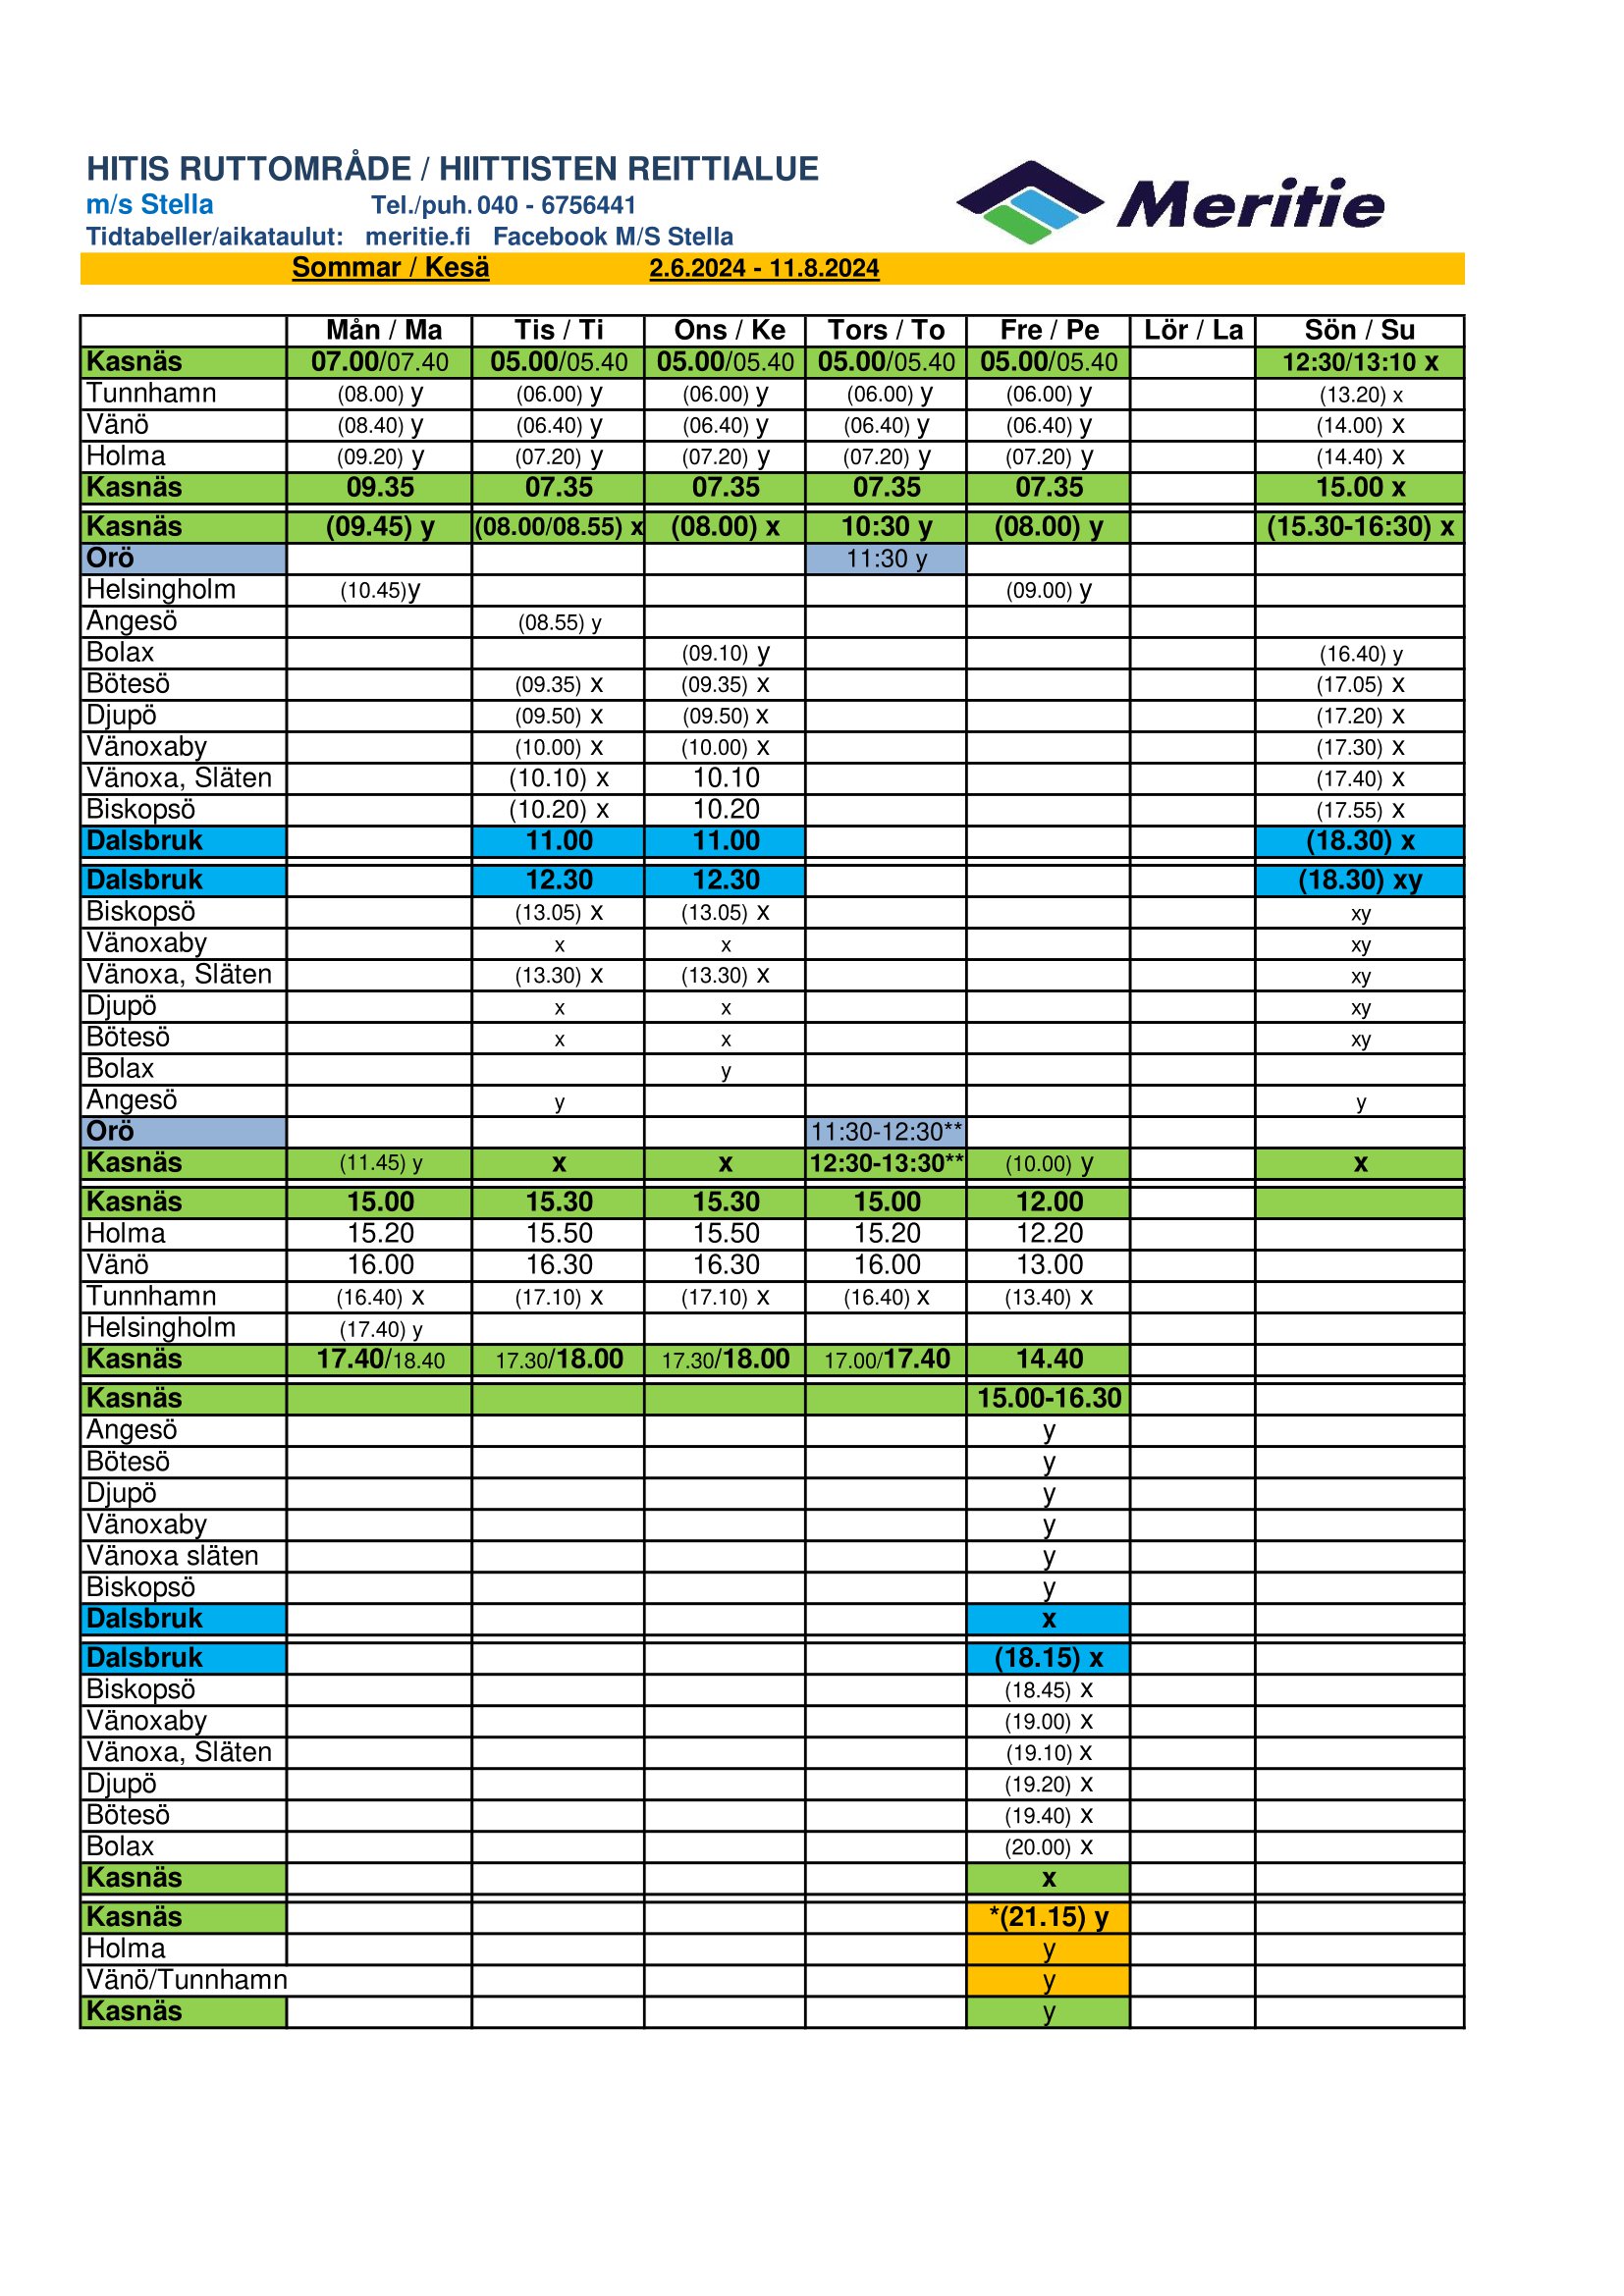 HITIS RUTTOMRÅDE / HIITTISTEN REITTIALUE
m/s Stella Tel./puh. 040 - 6756441
Tidtabeller/aikataulut: meritie.fi Facebook M/S Stella
Meritie
Sommar / Kesä 2.6.2024 - 11.8.2024
Mån / Ma Tis / Ti Ons / Ke Tors / To Fre / Pe Lör / La Sön / Su
Kasnäs 07.00/07.40 05.00/05.40 05.00/05.40 05.00/05.40 05.00/05.40 12:30/13:10 x
Tunnhamn (08.00) y (06.00) y (06.00) y (06.00) y (06.00) y (13.20) x
Vänö (08.40) y (06.40) y (06.40) y (06.40) y (06.40) y (14.00) x
Holma (09.20) y (07.20) y (07.20) y (07.20) y (07.20) y (14.40) x
Kasnäs 09.35 07.35 07.35 07.35 07.35 15.00 x
Kasnäs (09.45) y (08.00/08.55) x (08.00) x 10:30 y (08.00) y (15.30-16:30) x
Örö 11:30 y
Helsingholm (10.45)y (09.00) y
Ängesö (08.55) y
Bolax (09.10) y (16.40) y
Bötesö (09.35) x (09.35) x (17.05) x
Djupö (09.50) x (09.50) x (17.20) x
Vänoxaby (10.00) x (10.00) x (17.30) x
Vänoxa, Släten (10.10) x 10.10 (17.40) x
Biskopsö (10.20) x 10.20 (17.55) x
Dalsbruk 11.00 11.00 (18.30) x
Dalsbruk 12.30 12.30 (18.30) xy
Biskopsö (13.05) x (13.05) x xy
Vänoxaby x x xy
Vänoxa, Släten (13.30) x (13.30) x xy
Djupö x x xy
Bötesö x x xy
Bolax y
Ängesö y y
Örö 11:30-12:30**
Kasnäs (11.45) y x x 12:30-13:30** (10.00) y x
Kasnäs 15.00 15.30 15.30 15.00 12.00
Holma 15.20 15.50 15.50 15.20 12.20
Vänö 16.00 16.30 16.30 16.00 13.00
Tunnhamn (16.40) x (17.10) x (17.10) x (16.40) x (13.40) x
Helsingholm (17.40) y
Kasnäs 17.40/18.40 17.30/18.00 17.30/18.00 17.00/17.40 14.40
Kasnäs 15.00-16.30
Ängesö y
Bötesö y
Djupö y
Vänoxaby y
Vänoxa släten y
Biskopsö y
Dalsbruk x
Dalsbruk (18.15) x
Biskopsö (18.45) x
Vänoxaby (19.00) x
Vänoxa, Släten (19.10) x
Djupö (19.20) x
Bötesö (19.40) x
Bolax (20.00) x
Kasnäs x
Kasnäs *(21.15) y
Holma y
Vänö/Tunnhamn y
Kasnäs y